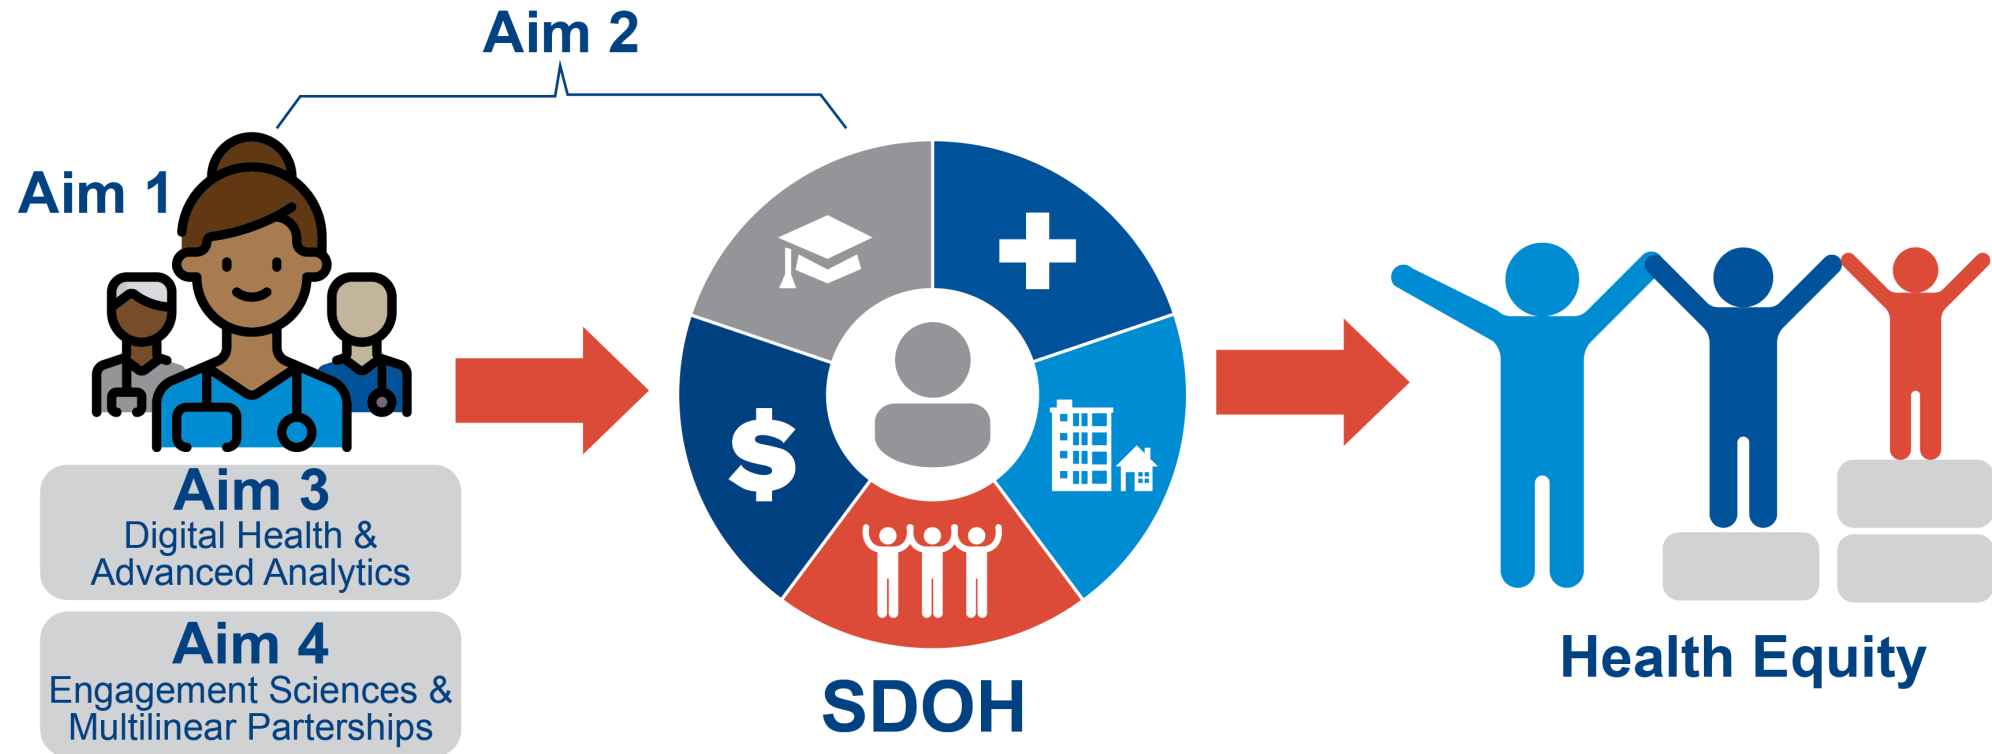 Aim 2
Aim 1
Aim 3
Digital Health &
Advanced Analytics
Aim 4
Engagement Sciences &
Multilinear Parterships
$
SDOH
Health Equity